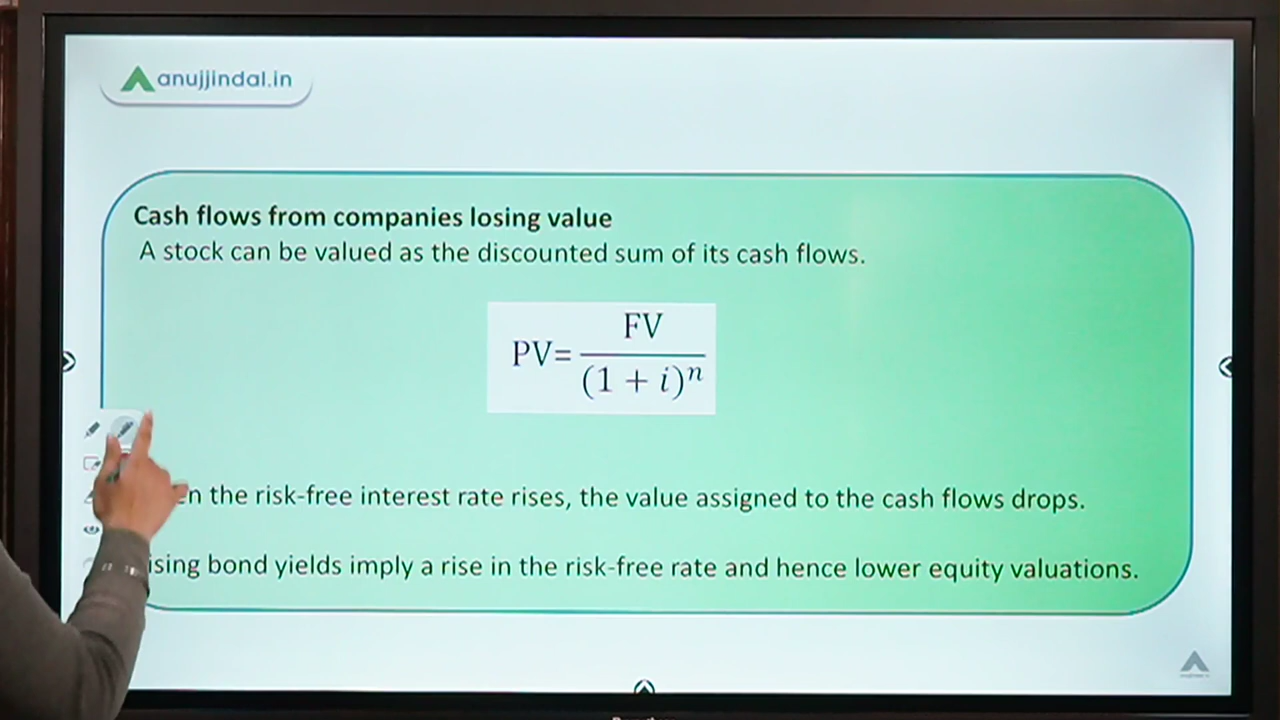 anujjindal.in
Cash flows from companies losing value
A stock can be valued as the discounted sum of its cash flows.
PV=
FV
(1 + i)ⁿ
en the risk-free interest rate rises, the value assigned to the cash flows drops.
ising bond yields imply a rise in the risk-free rate and hence lower equity valuations.